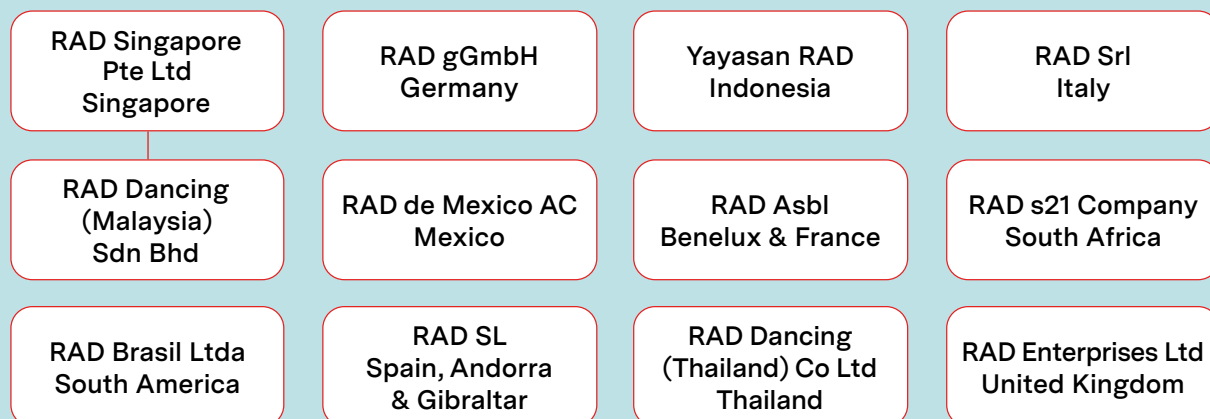 RAD Singapore
Pte Ltd
Singapore
RAD gGmbH
Germany
Yayasan RAD
Indonesia
RAD Srl
Italy
RAD Dancing
(Malaysia)
Sdn Bhd
RAD de Mexico AC
Mexico
RAD Asbl
Benelux & France
RAD s21 Company
South Africa
RAD Brasil Ltda
South America
RAD SL
Spain, Andorra
& Gibraltar
RAD Dancing
(Thailand) Co Ltd
Thailand
RAD Enterprises Ltd
United Kingdom